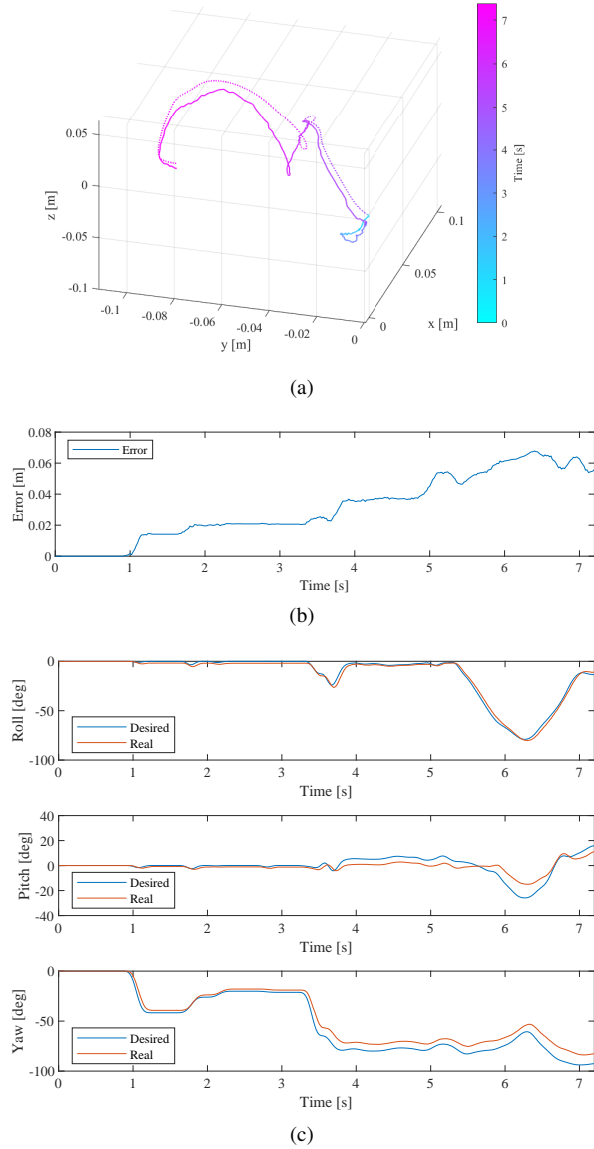 7
6
5
4
3
2
1
0
Time [s]
0.05
0
-0.05
-0.1
z [m]
-0.1
-0.08
-0.06
-0.04
-0.02
0
y [m]
0
0.05
0.1
x [m]
(a)
0.08
0.06
0.04
0.02
0
Error [m]
Error
0 1 2 3 4 5 6 7
Time [s]
(b)
0
-50
-100
Roll [deg]
Desired
Real
0 1 2 3 4 5 6 7
Time [s]
40
20
0
-20
-40
Pitch [deg]
Desired
Real
0 1 2 3 4 5 6 7
Time [s]
0
-50
-100
Yaw [deg]
Desired
Real
0 1 2 3 4 5 6 7
Time [s]
(c)